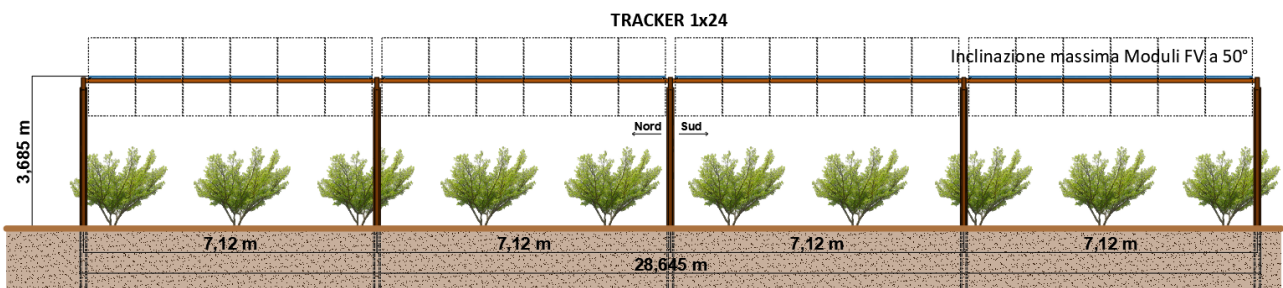 TRACKER 1x24
Inclinazione massima Moduli FV a 50°
3,685 m
Nord Sud
7,12 m 7,12 m 7,12 m 7,12 m
28,645 m